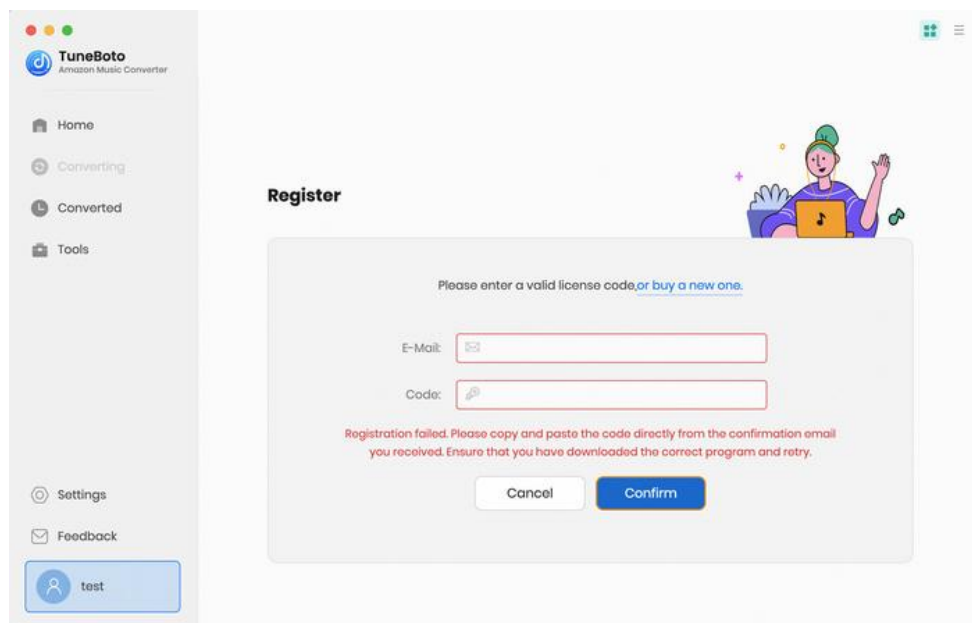 TuneBoto
Amazon Music Converter
Home
Converting
Converted
Tools
Settings
Feedback
test
Register
Please enter a valid license code,or buy a new one.
E-Mail:
Code:
Registration failed. Please copy and paste the code directly from the confirmation email
you received. Ensure that you have downloaded the correct program and retry.
Cancel
Confirm